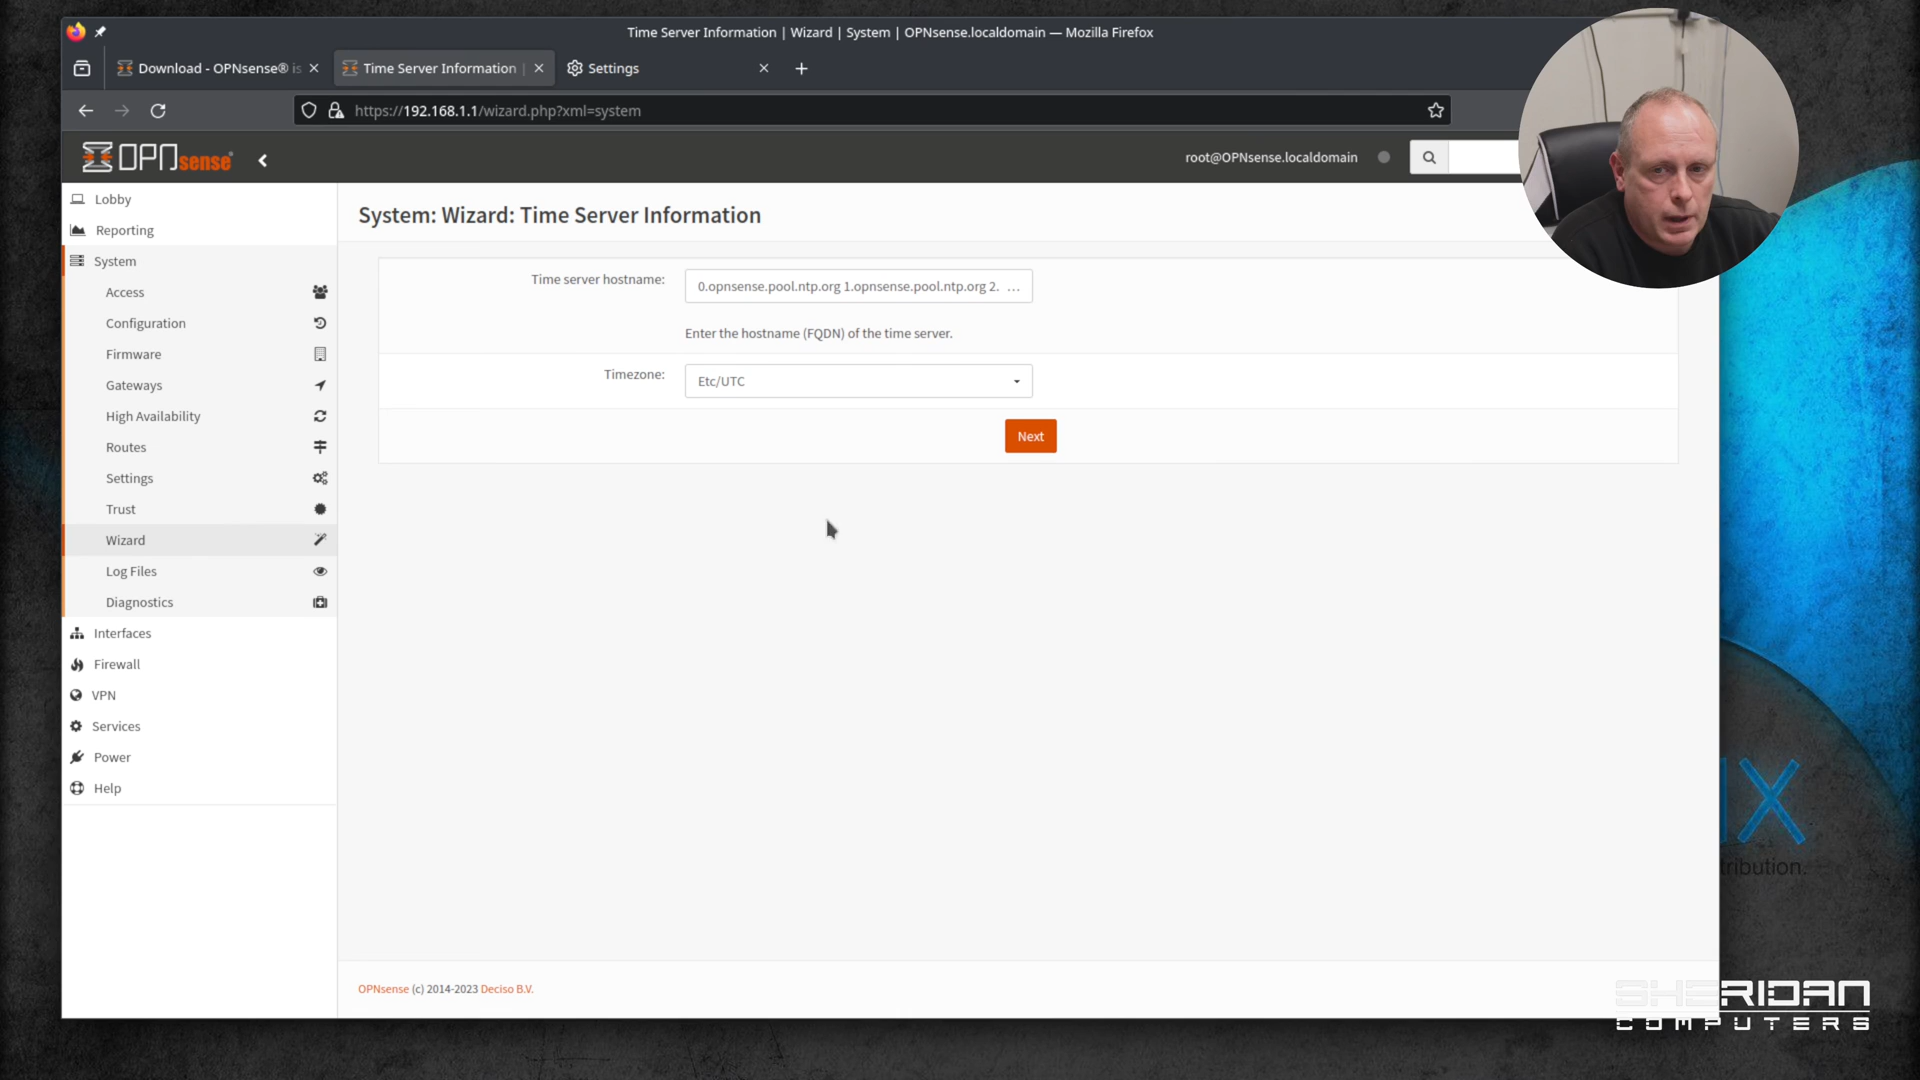 Time Server Information | Wizard | System | OPNsense.localdomain — Mozilla Firefox
Download - OPNsense® is
Time Server Information |
Settings
https://192.168.1.1/wizard.php?xml=system
OPNsense®
root@OPNsense.localdomain
Lobby
Reporting
System
Access
Configuration
Firmware
Gateways
High Availability
Routes
Settings
Trust
Wizard
Log Files
Diagnostics
Interfaces
Firewall
VPN
Services
Power
Help
System: Wizard: Time Server Information
Time server hostname:
0.opnsense.pool.ntp.org 1.opnsense.pool.ntp.org 2. ...
Enter the hostname (FQDN) of the time server.
Timezone:
Etc/UTC
Next
OPNsense (c) 2014-2023 Deciso B.V.
IX
tribution.
SHERIDAN
COMPUTERS